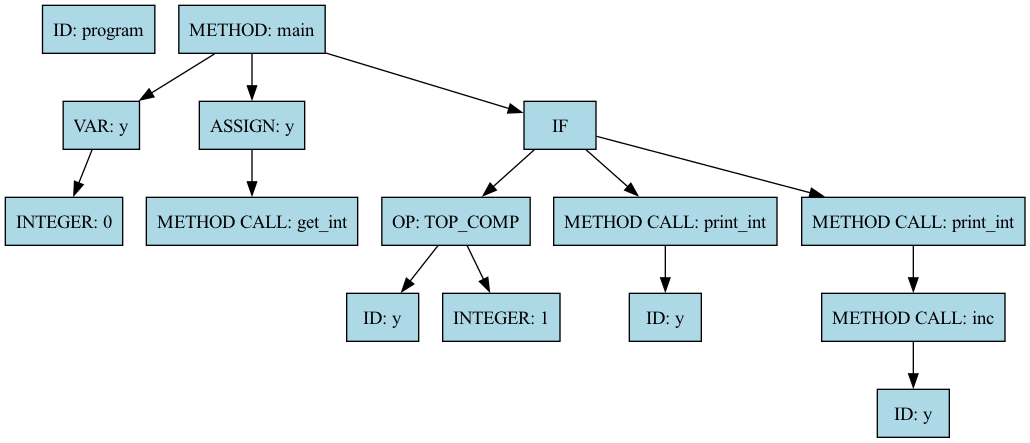 ID: program
METHOD: main
VAR: y
ASSIGN: y
IF
INTEGER: 0
METHOD CALL: get_int
OP: TOP_COMP
METHOD CALL: print_int
METHOD CALL: print_int
ID: y
INTEGER: 1
ID: y
METHOD CALL: inc
ID: y